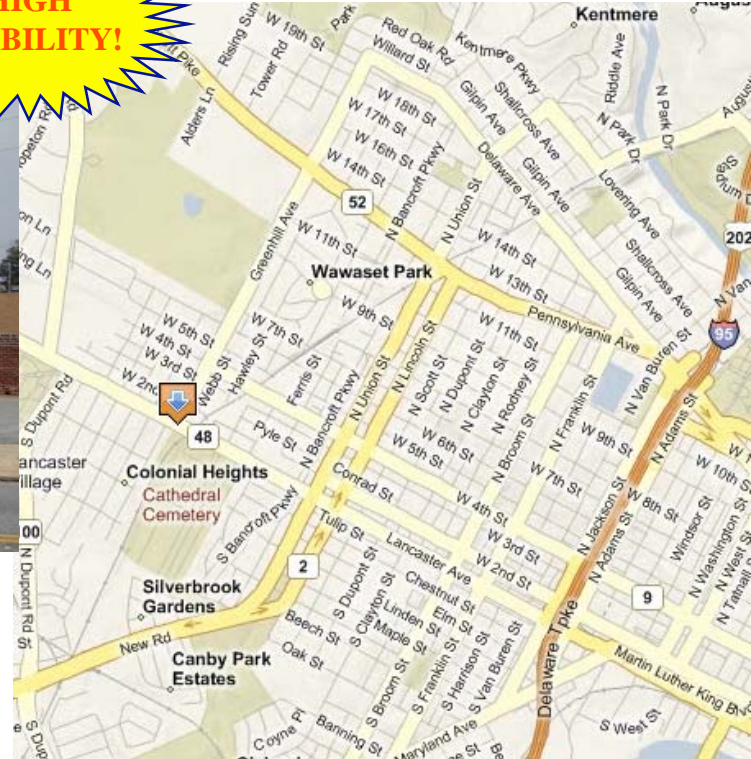 HIGH
Kentmere
W 19th St
Rising Sun
Tower Rd
Park
Red Oak Rd
Willard St
Kentmere Pkwy
Riddle Ave
N Park Dr
N Park Dr
Pike
Alders Ln
W 18th St
W 17th St
W 16th St
W 14th St
Gilpin Ave
Shallcross Ave
Delaware Ave
Gilpin Ave
Lovering Ave
N Bancroft Pkwy
N Union St
52
Greenhill Ave
W 11th St
Wawaset Park
W 14th St
W 13th St
Shallcross Ave
Gilpin Ave
202
W 9th St
W 11th St
Pennsylvania Ave
95
N Van Buren St
W 5th St
W 4th St
W 3rd St
Webb St
Hawley St
W 7th St
Ferris St
N Bancroft Pkwy
N Union St
N Lincoln St
N Scott St
N Dupont St
N Clayton St
N Rodney St
N Broom St
N Franklin St
N Adams St
S Dupont Rd
48
Pyle St
W 6th St
W 5th St
W 9th St
W 7th St
W 8th St
W 10th St
Colonial Heights
Cathedral
Cemetery
S Bancroft Pkwy
Conrad St
W 4th St
W 3rd St
W 2nd St
N Jackson St
N Adams St
Windsor St
N Washington St
N West St
Tulip St
Lancaster Ave
2
Chestnut St
Elm St
Linden St
Maple St
S Dupont St
S Clayton St
9
N Dupont Rd
Silverbrook
Gardens
New Rd
Beech St
Oak St
Canby Park
Estates
S Broom St
S Franklin St
S Harrison St
S Van Buren St
Delaware Tpke
Martin Luther King Blvd
Coyne Pl
Banning St
Maryland Ave
S West St